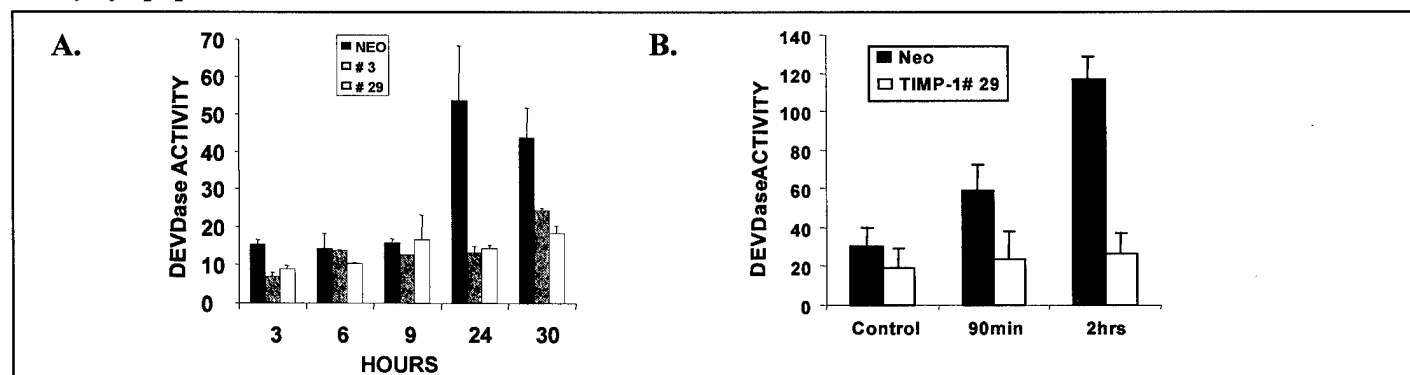 A.
70
60
50
40
30
20
10
0
DEVDase ACTIVITY
NEO
# 3
# 29
3 6 9 24 30
HOURS
B.
140
120
100
80
60
40
20
0
DEVDaseACTIVITY
Neo
TIMP-1# 29
Control 90min 2hrs